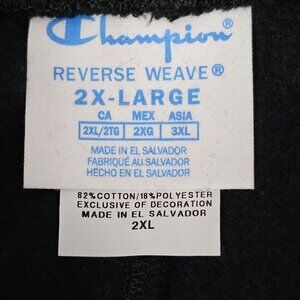 Champion®
REVERSE WEAVE®
2X-LARGE
CA MEX ASIA
2XL/2TG 2XG 3XL
MADE IN EL SALVADOR
FABRIQUÉ AU SALVADOR
HECHO EN EL SALVADOR
82%COTTON/18%POLYESTER
EXCLUSIVE OF DECORATION
MADE IN EL SALVADOR
2XL